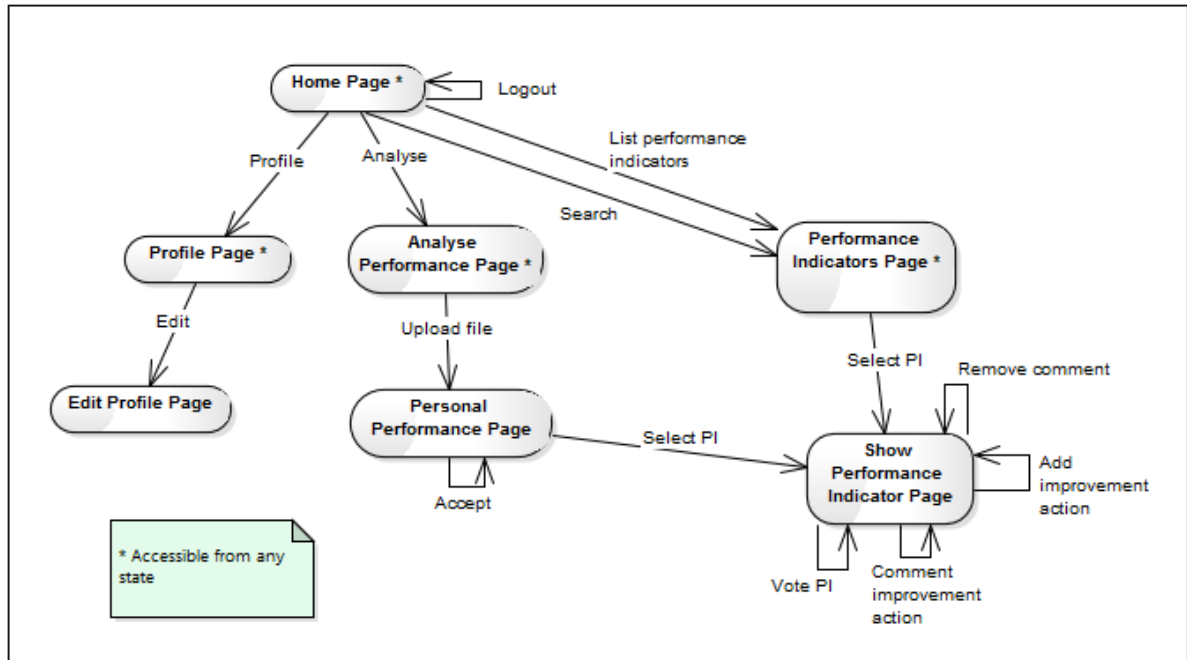 Home Page *
Logout
List performance
indicators
Profile
Analyse
Search
Profile Page *
Analyse
Performance Page *
Performance
Indicators Page *
Edit
Upload file
Select PI
Remove comment
Edit Profile Page
Personal
Performance Page
Select PI
Show
Performance
Indicator Page
Add
improvement
action
Accept
* Accessible from any
state
Vote PI
Comment
improvement
action